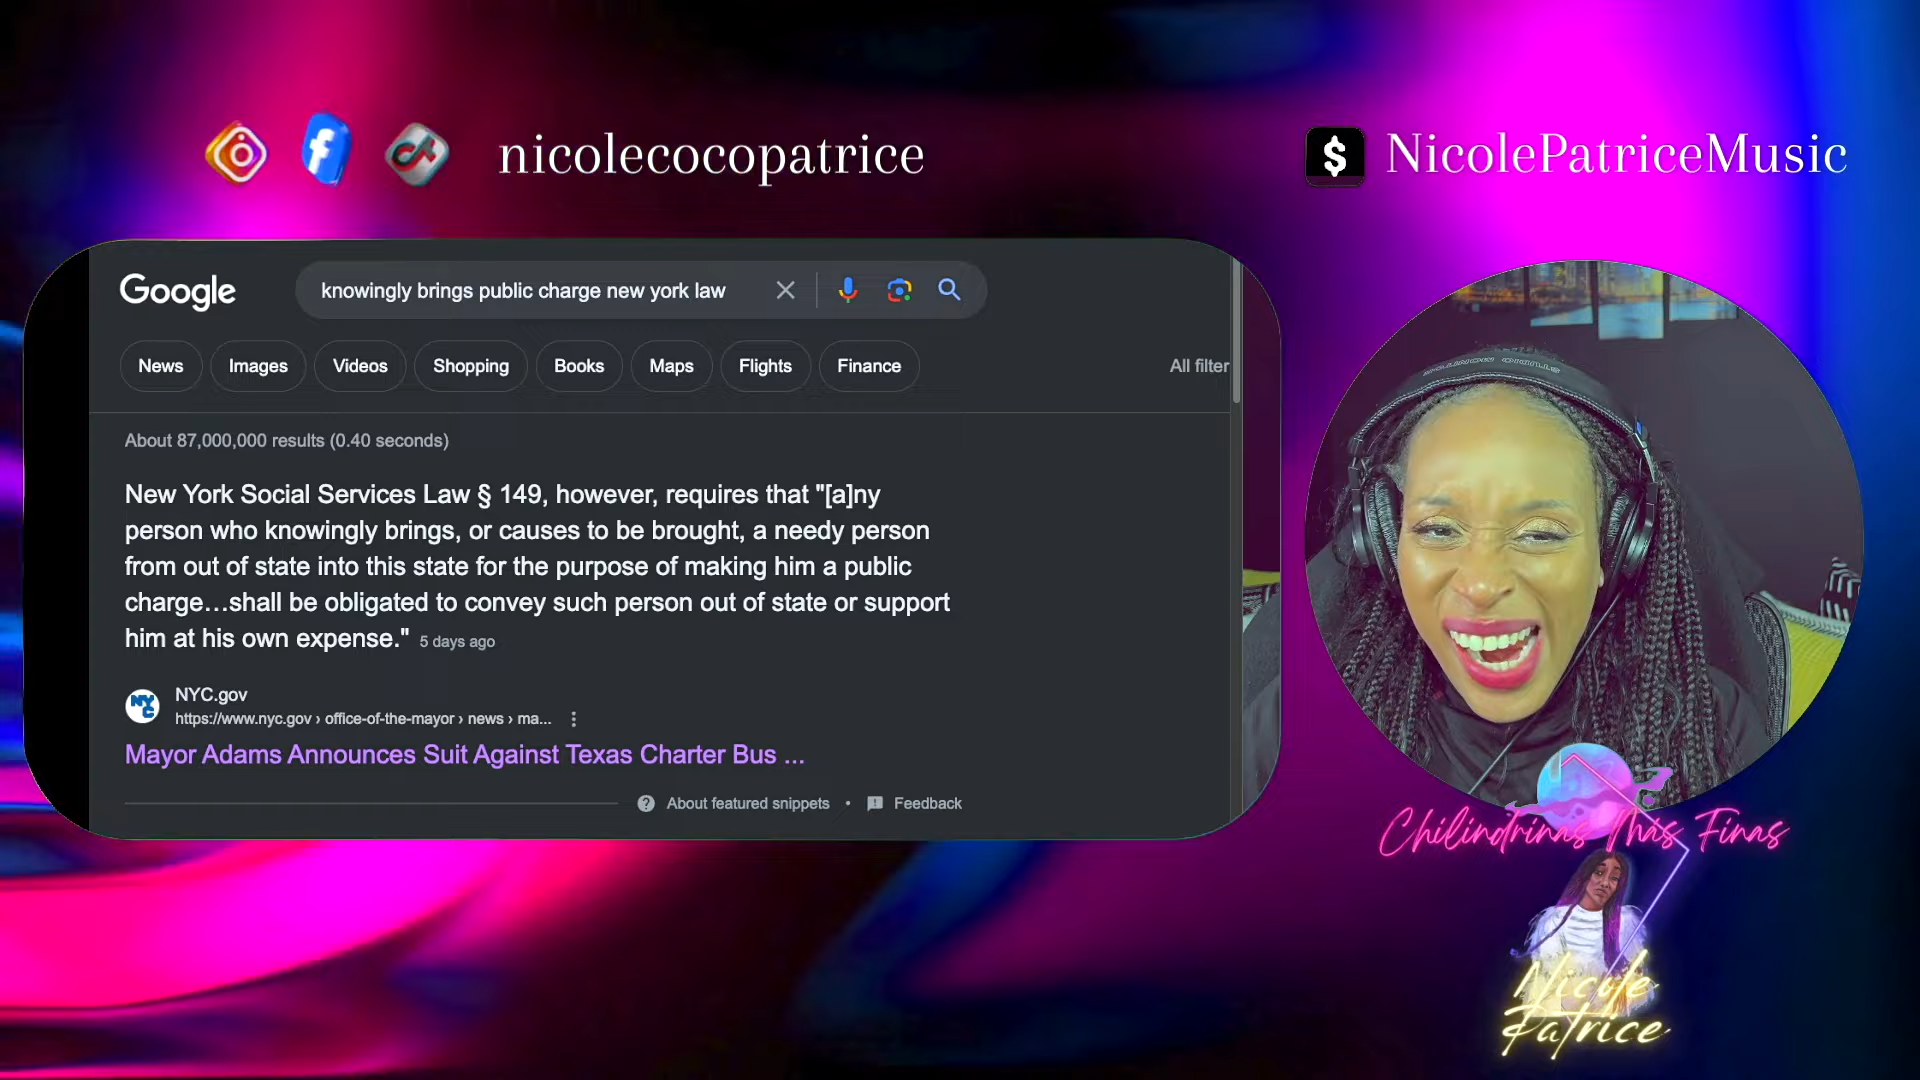 nicolecocopatrice
$ NicolePatriceMusic
Google
knowingly brings public charge new york law
News
Images
Videos
Shopping
Books
Maps
Flights
Finance
All filter
About 87,000,000 results (0.40 seconds)
New York Social Services Law § 149, however, requires that "[a]ny
person who knowingly brings, or causes to be brought, a needy person
from out of state into this state for the purpose of making him a public
charge…shall be obligated to convey such person out of state or support
him at his own expense." 5 days ago
NYC
NYC.gov
https://www.nyc.gov › office-of-the-mayor › news › ma...
Mayor Adams Announces Suit Against Texas Charter Bus ...
About featured snippets • Feedback
Chilindrinas Más Finas
Nicole
Patrice